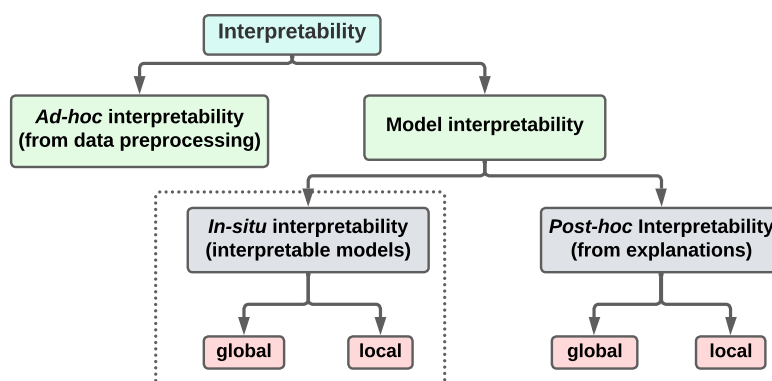 Interpretability
Ad-hoc interpretability
(from data preprocessing)
Model interpretability
In-situ interpretability
(interpretable models)
Post-hoc Interpretability
(from explanations)
global
local
global
local